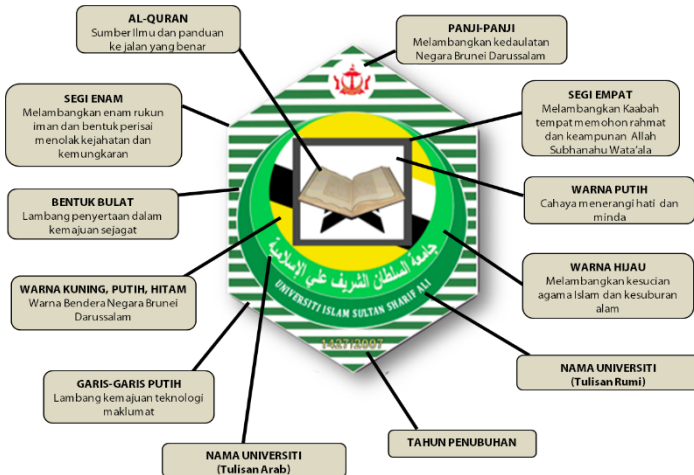 AL-QURAN
Sumber Ilmu dan panduan
ke jalan yang benar
PANJI-PANJI
Melambangkan kedaulatan
Negara Brunei Darussalam
SEGI ENAM
Melambangkan enam rukun
iman dan bentuk perisai
menolak kejahatan dan
kemungkaran
SEGI EMPAT
Melambangkan Kaabah
tempat memohon rahmat
dan keampunan Allah
Subhanahu Wata'ala
BENTUK BULAT
Lambang penyertaan dalam
kemajuan sejagat
WARNA PUTIH
Cahaya menerangi hati dan
minda
WARNA KUNING, PUTIH, HITAM
Warna Bendera Negara Brunei
Darussalam
WARNA HIJAU
Melambangkan kesucian
agama Islam dan kesuburan
alam
جامعة السلطان الشريف علي الإسلامية
UNIVERSITI ISLAM SULTAN SHARIF ALI
1427/2007
GARIS-GARIS PUTIH
Lambang kemajuan teknologi
maklumat
NAMA UNIVERSITI
(Tulisan Rumi)
NAMA UNIVERSITI
(Tulisan Arab)
TAHUN PENUBUHAN